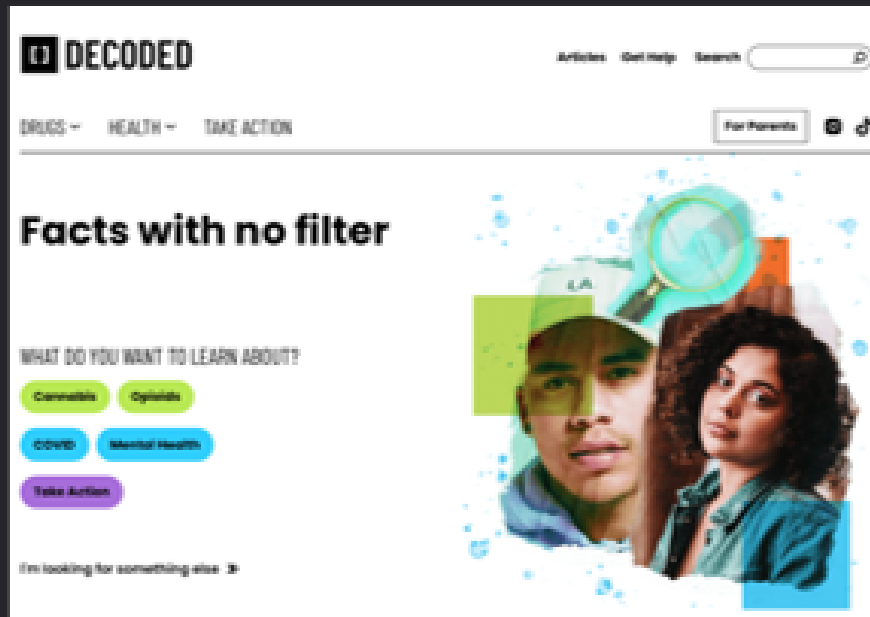 DECODED
Articles Get Help Search
DRUGS HEALTH TAKE ACTION
For Parents
Facts with no filter
LA
WHAT DO YOU WANT TO LEARN ABOUT?
Cannabis Opioids
COVID Mental Health
Take Action
I'm looking for something else